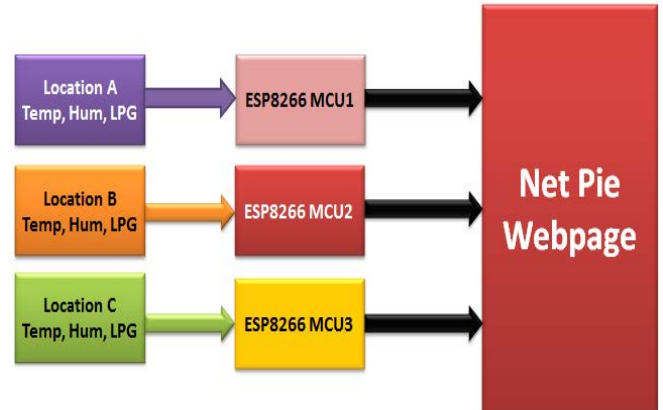 Location A
Temp, Hum, LPG
ESP8266 MCU1
Location B
Temp, Hum, LPG
ESP8266 MCU2
Location C
Temp, Hum, LPG
ESP8266 MCU3
Net Pie
Webpage